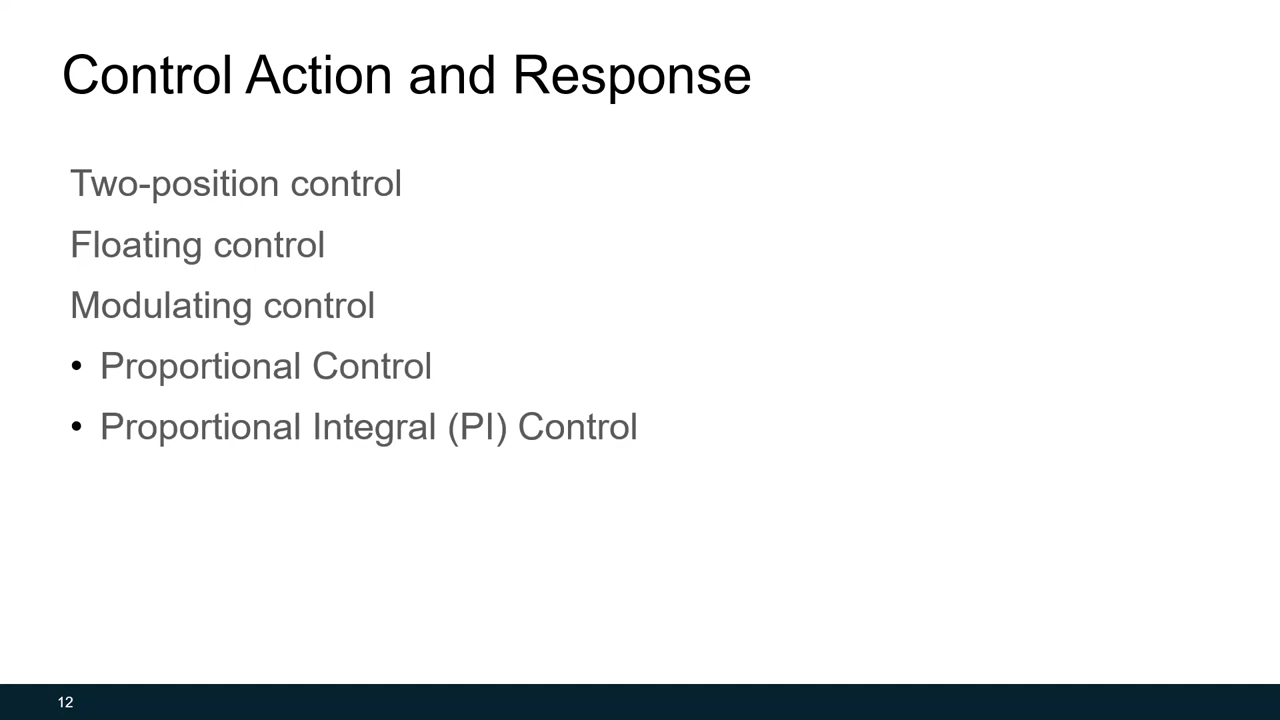 Control Action and Response
Two-position control
Floating control
Modulating control
• Proportional Control
• Proportional Integral (PI) Control
12